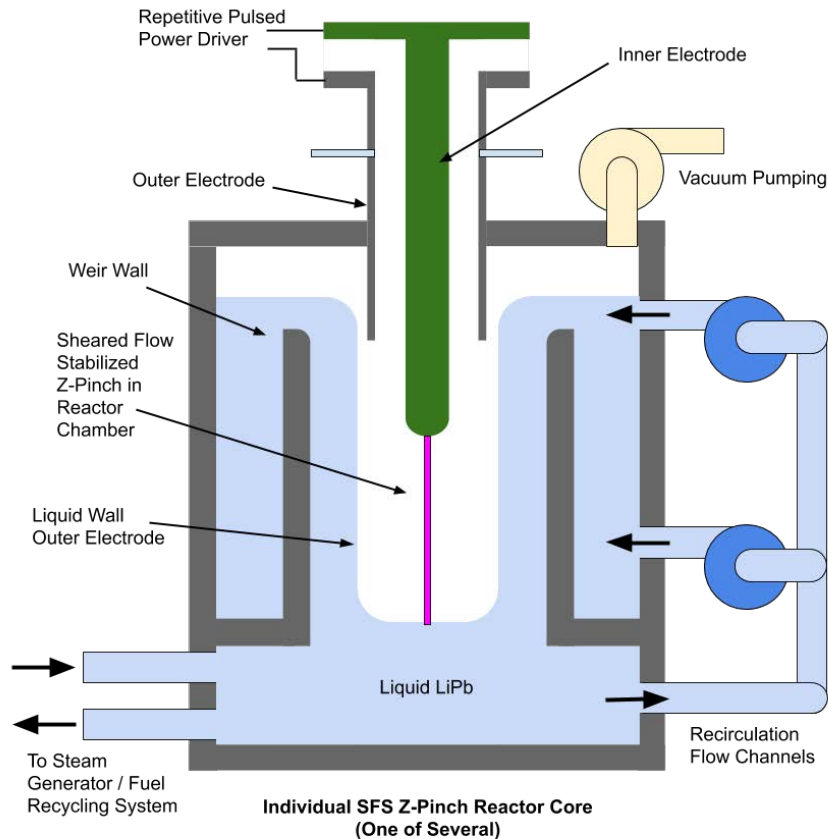 Repetitive Pulsed
Power Driver
Inner Electrode
Outer Electrode
Vacuum Pumping
Weir Wall
Sheared Flow
Stabilized
Z-Pinch in
Reactor
Chamber
Liquid Wall
Outer Electrode
Liquid LiPb
To Steam
Generator / Fuel
Recycling System
Recirculation
Flow Channels
Individual SFS Z-Pinch Reactor Core
(One of Several)